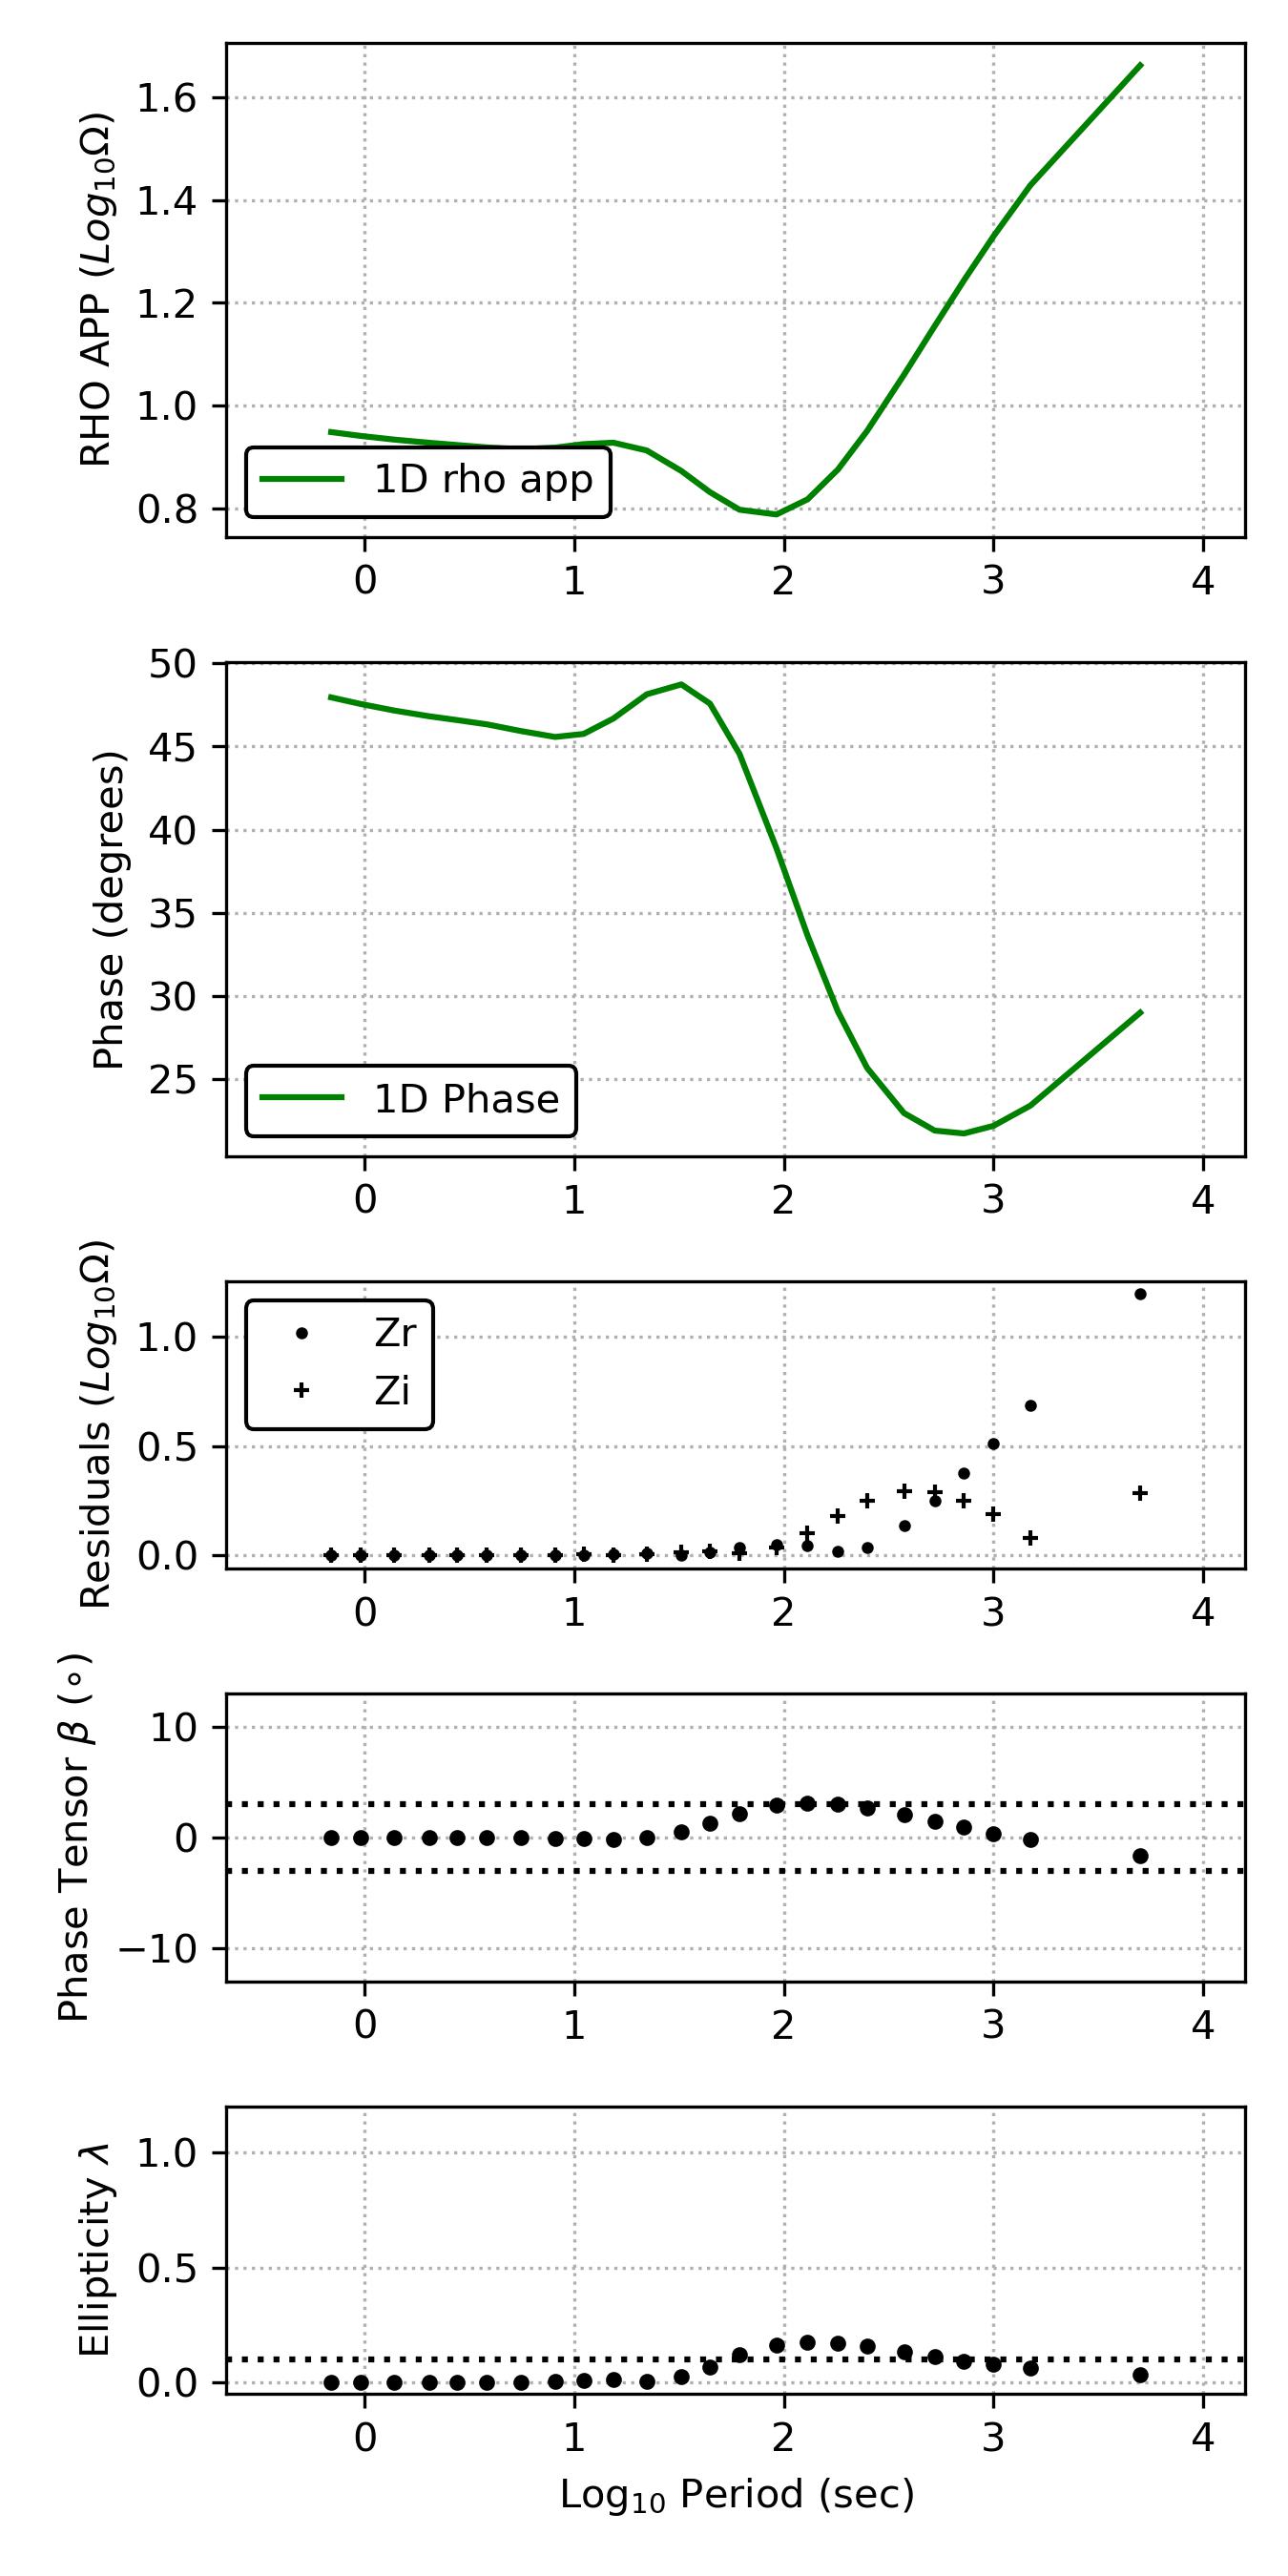 RHO APP (Log₁₀Ω)
1.6
1.4
1.2
1.0
0.8
1D rho app
0 1 2 3 4
Phase (degrees)
50
45
40
35
30
25
1D Phase
0 1 2 3 4
Residuals (Log₁₀Ω)
1.0
0.5
0.0
Zr
Zi
0 1 2 3 4
Phase Tensor β (∘)
10
0
−10
0 1 2 3 4
Ellipticity λ
1.0
0.5
0.0
0 1 2 3 4
Log₁₀ Period (sec)